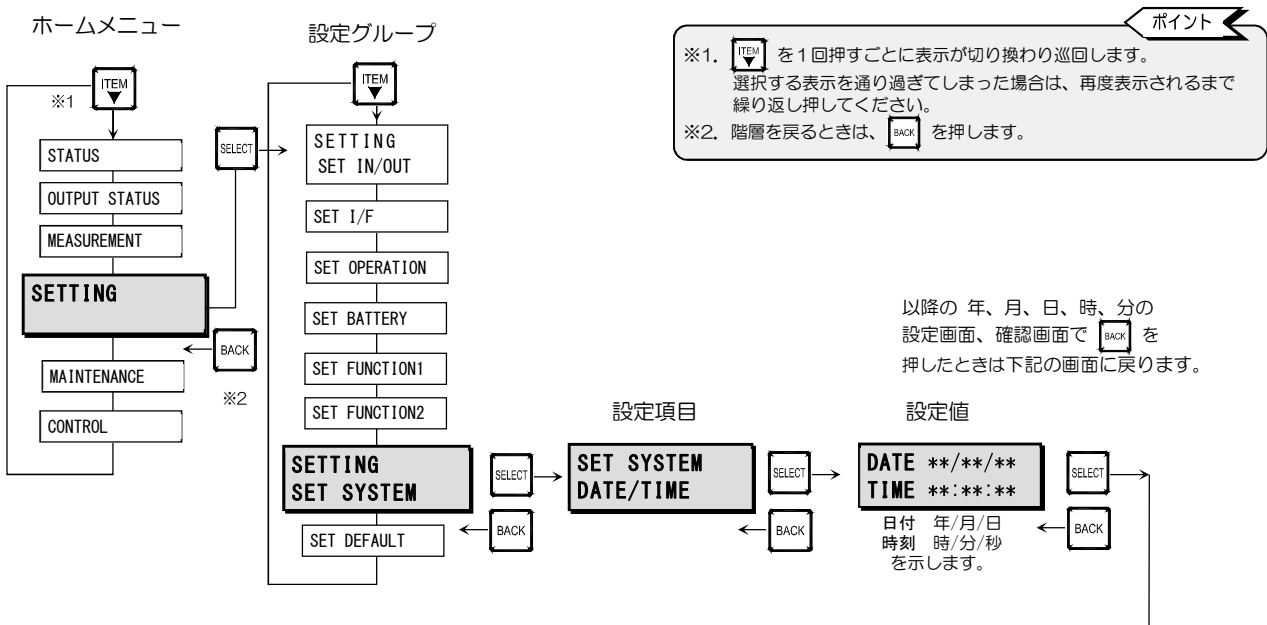 ホームメニュー
設定グループ
ポイント
※1. ITEM を1回押すごとに表示が切り換わり巡回します。
選択する表示を通り過ぎてしまった場合は、再度表示されるまで
繰り返し押してください。
※2. 階層を戻るときは、 BACK を押します。
ITEM
※1
STATUS
OUTPUT STATUS
MEASUREMENT
SETTING
MAINTENANCE
CONTROL
SELECT
BACK
※2
ITEM
SETTING
SET IN/OUT
SET I/F
SET OPERATION
SET BATTERY
SET FUNCTION1
SET FUNCTION2
SETTING
SET SYSTEM
SET DEFAULT
SELECT
BACK
設定項目
SET SYSTEM
DATE/TIME
SELECT
BACK
以降の 年、月、日、時、分の
設定画面、確認画面で BACK を
押したときは下記の画面に戻ります。
設定値
DATE **/**/**
TIME **:**:**
日付 年/月/日
時刻 時/分/秒
を示します。
SELECT
BACK